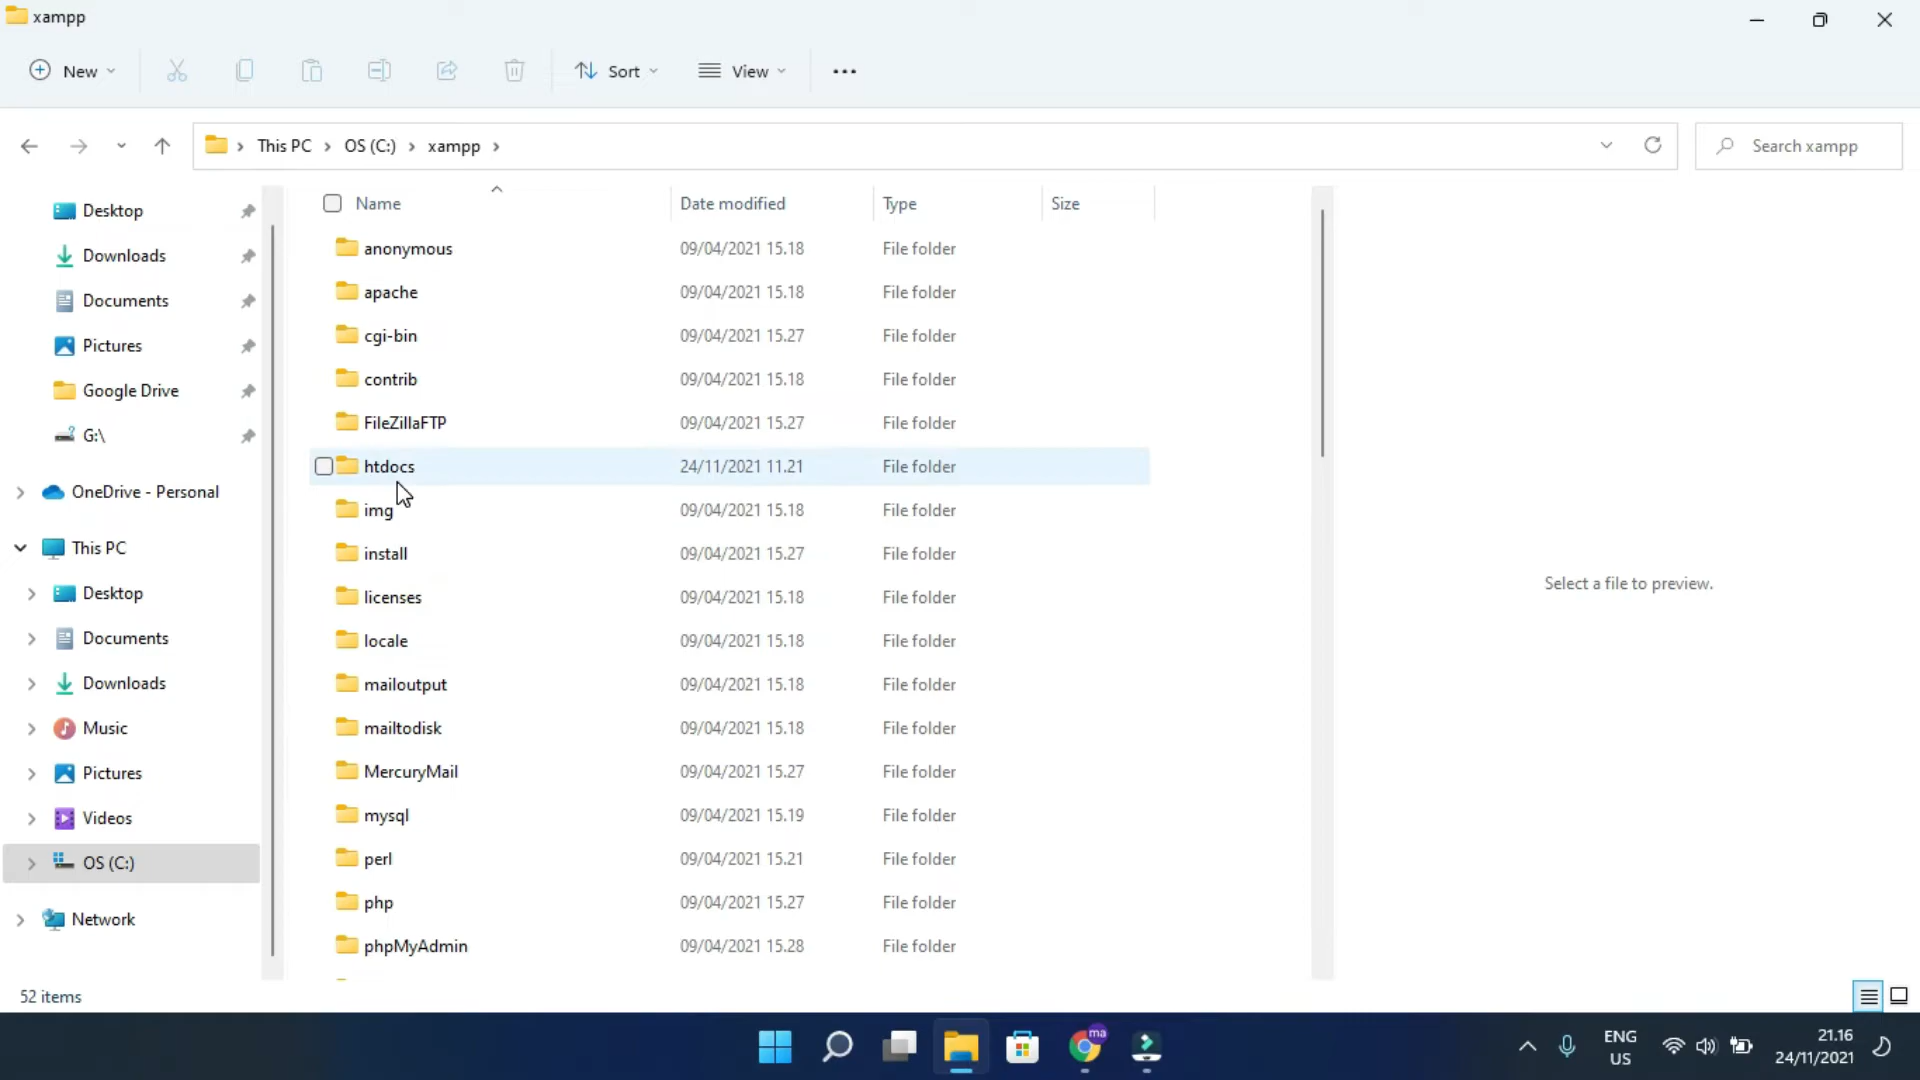 xampp
New
Sort
View
This PC
OS (C:)
xampp
Search xampp
Desktop
Downloads
Documents
Pictures
Google Drive
G:\
OneDrive - Personal
This PC
Desktop
Documents
Downloads
Music
Pictures
Videos
OS (C:)
Network
Name Date modified Type Size
anonymous 09/04/2021 15.18 File folder
apache 09/04/2021 15.18 File folder
cgi-bin 09/04/2021 15.27 File folder
contrib 09/04/2021 15.18 File folder
FileZillaFTP 09/04/2021 15.27 File folder
htdocs 24/11/2021 11.21 File folder
img 09/04/2021 15.18 File folder
install 09/04/2021 15.27 File folder
licenses 09/04/2021 15.18 File folder
locale 09/04/2021 15.18 File folder
mailoutput 09/04/2021 15.18 File folder
mailtodisk 09/04/2021 15.18 File folder
MercuryMail 09/04/2021 15.27 File folder
mysql 09/04/2021 15.19 File folder
perl 09/04/2021 15.21 File folder
php 09/04/2021 15.27 File folder
phpMyAdmin 09/04/2021 15.28 File folder
Select a file to preview.
52 items
ma
ENG
US
21.16
24/11/2021